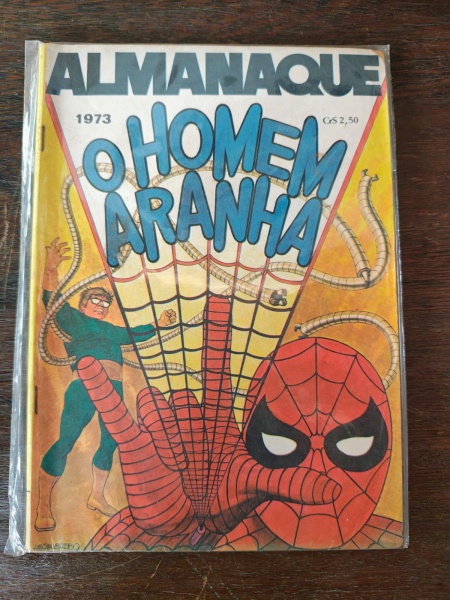 ALMANAQUE
1973
Cr$ 2,50
O HOMEM
ARANHA